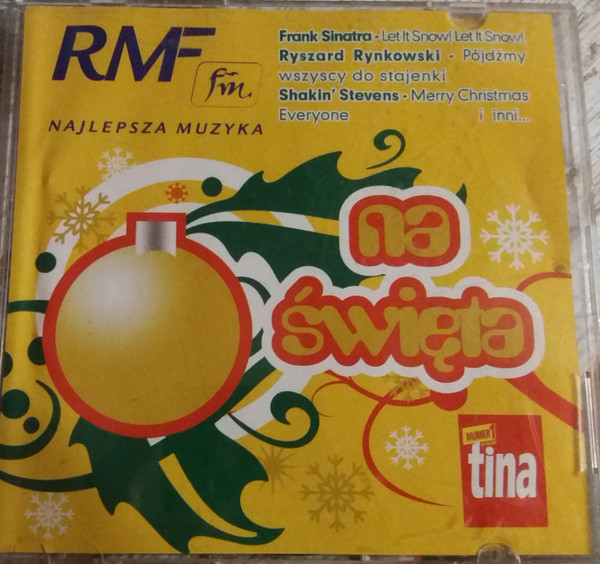 RMF
fm
NAJLEPSZA MUZYKA
Frank Sinatra - Let It Snow! Let It Snow!
Ryszard Rynkowski - Pójdźmy
wszyscy do stajenki
Shakin' Stevens - Merry Christmas
Everyone i inni...
na
święta
NUMER 1
tina